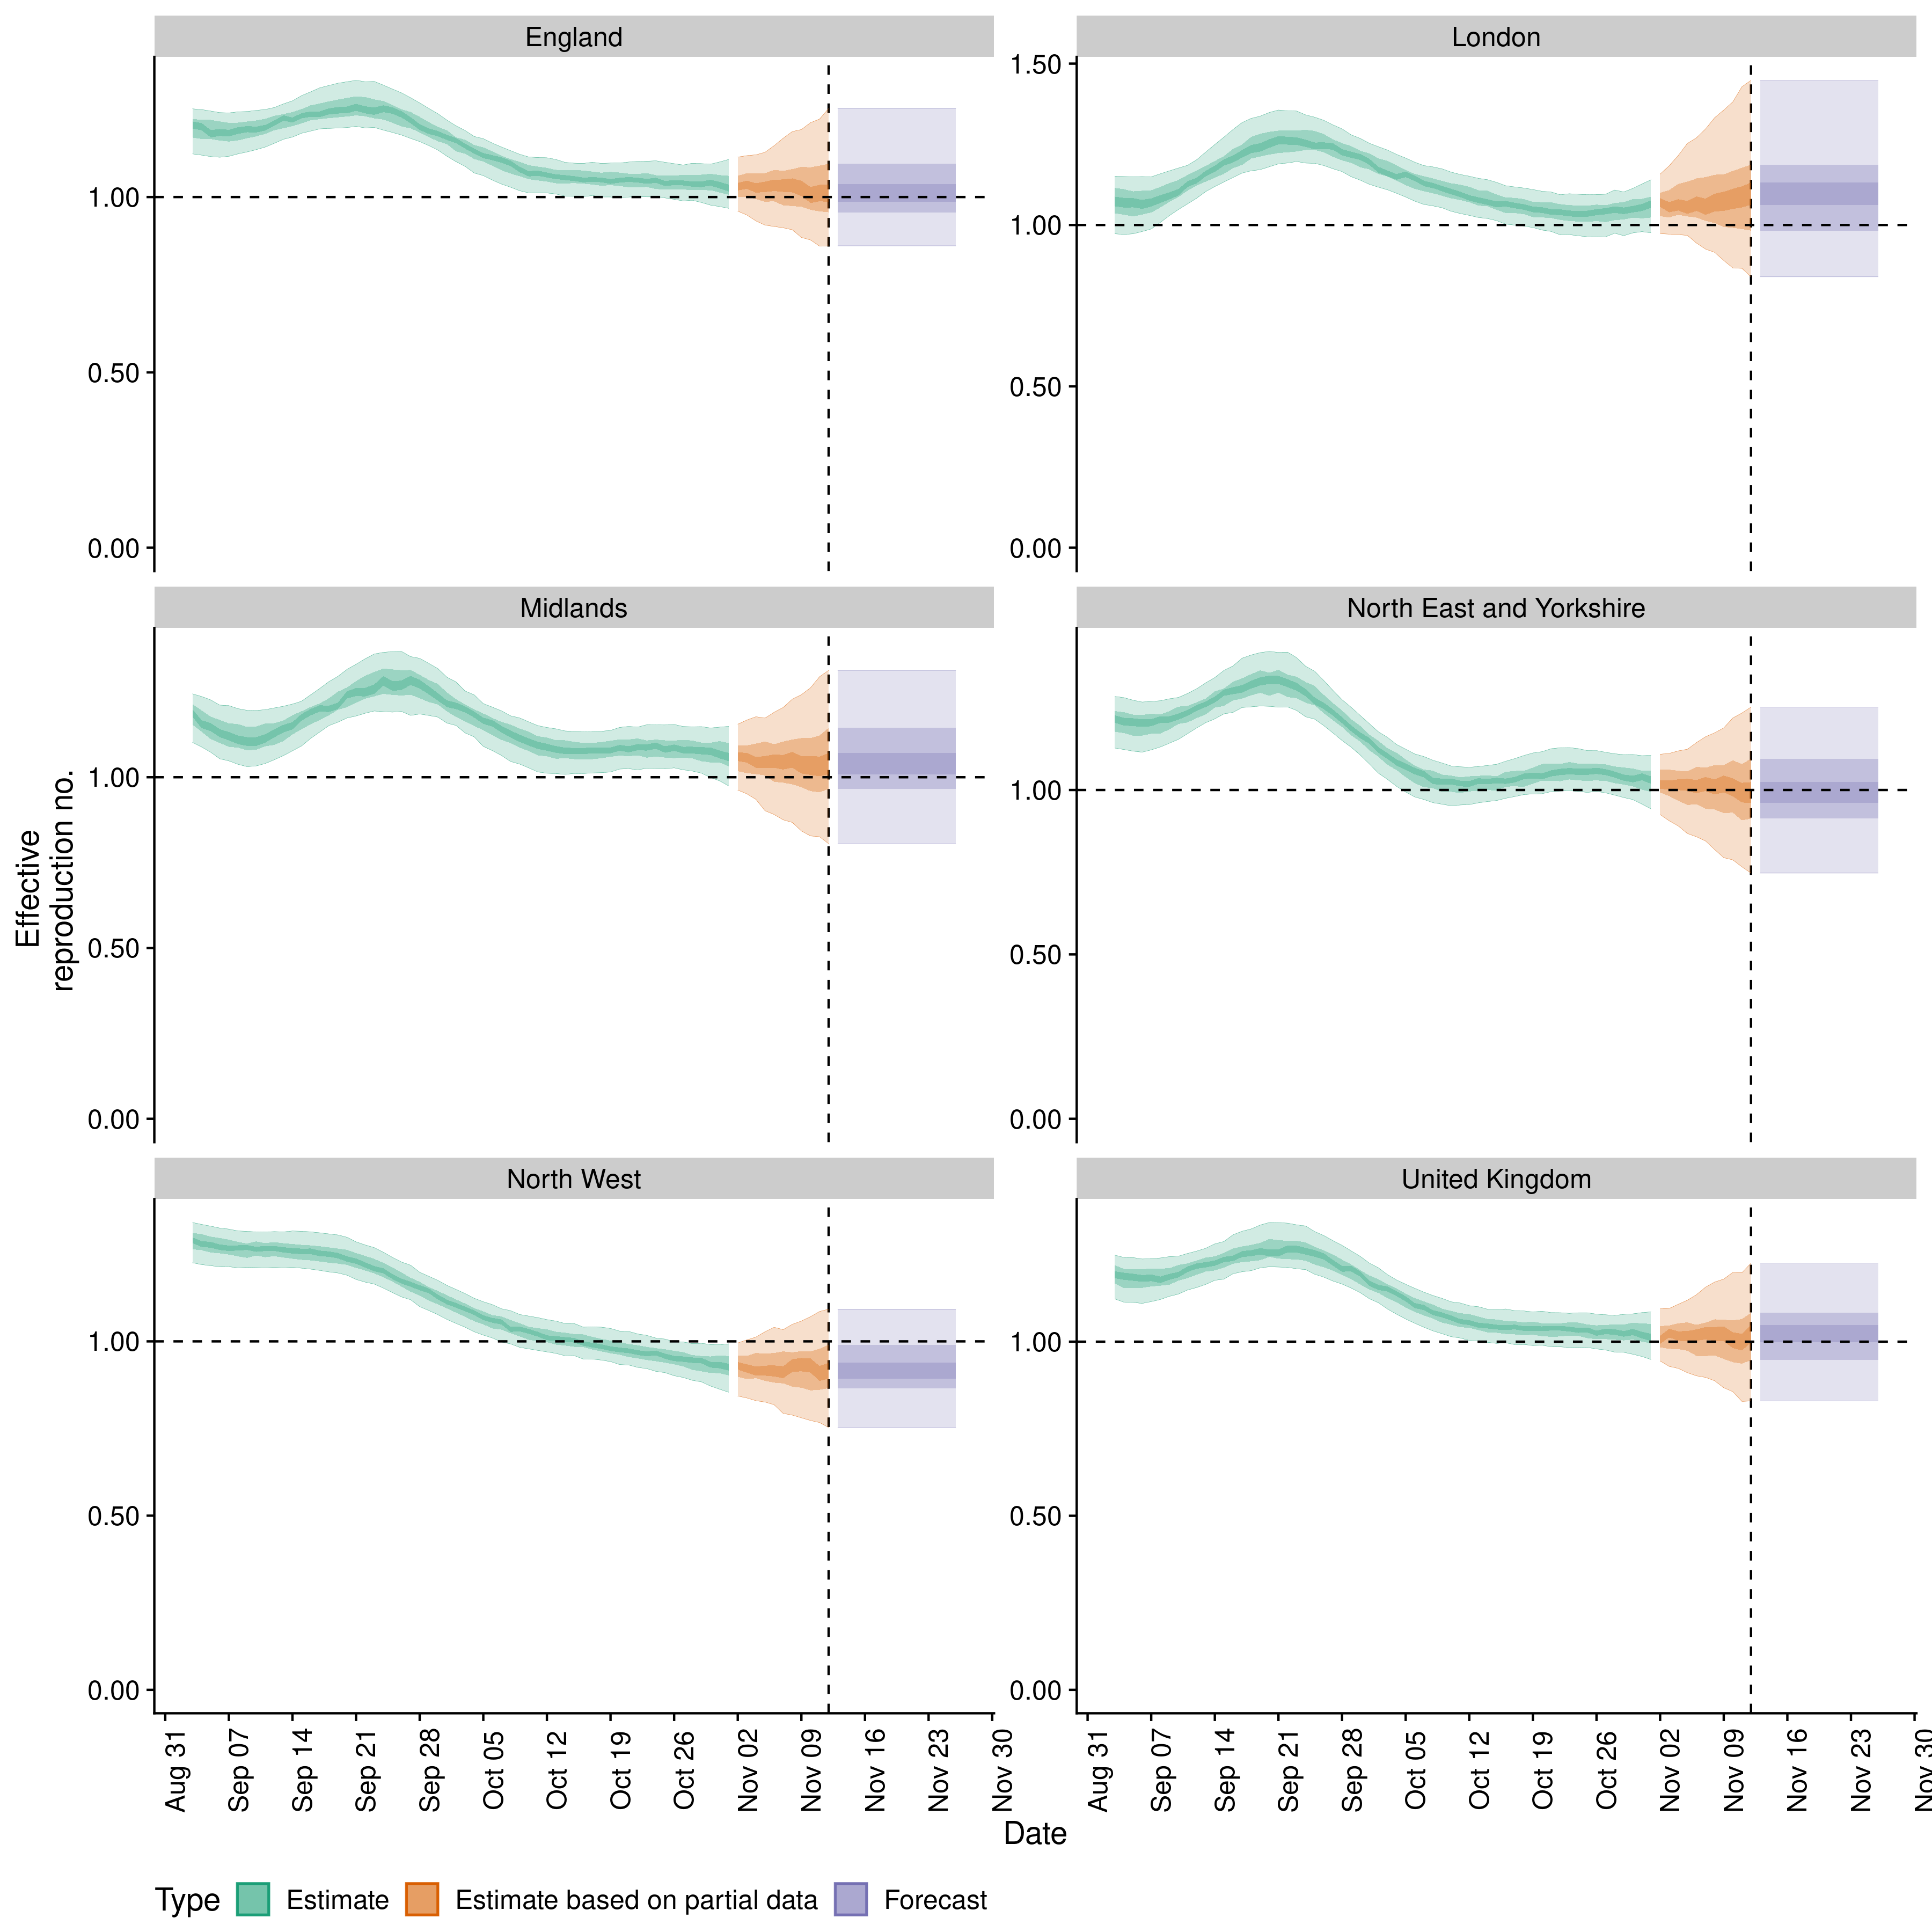 England
London
1.00
0.50
0.00
1.50
1.00
0.50
0.00
Midlands
North East and Yorkshire
1.00
0.50
0.00
1.00
0.50
0.00
Effective
reproduction no.
North West
United Kingdom
1.00
0.50
0.00
1.00
0.50
0.00
Aug 31
Sep 07
Sep 14
Sep 21
Sep 28
Oct 05
Oct 12
Oct 19
Oct 26
Nov 02
Nov 09
Nov 16
Nov 23
Nov 30
Aug 31
Sep 07
Sep 14
Sep 21
Sep 28
Oct 05
Oct 12
Oct 19
Oct 26
Nov 02
Nov 09
Nov 16
Nov 23
Nov 30
Date
Type Estimate Estimate based on partial data Forecast